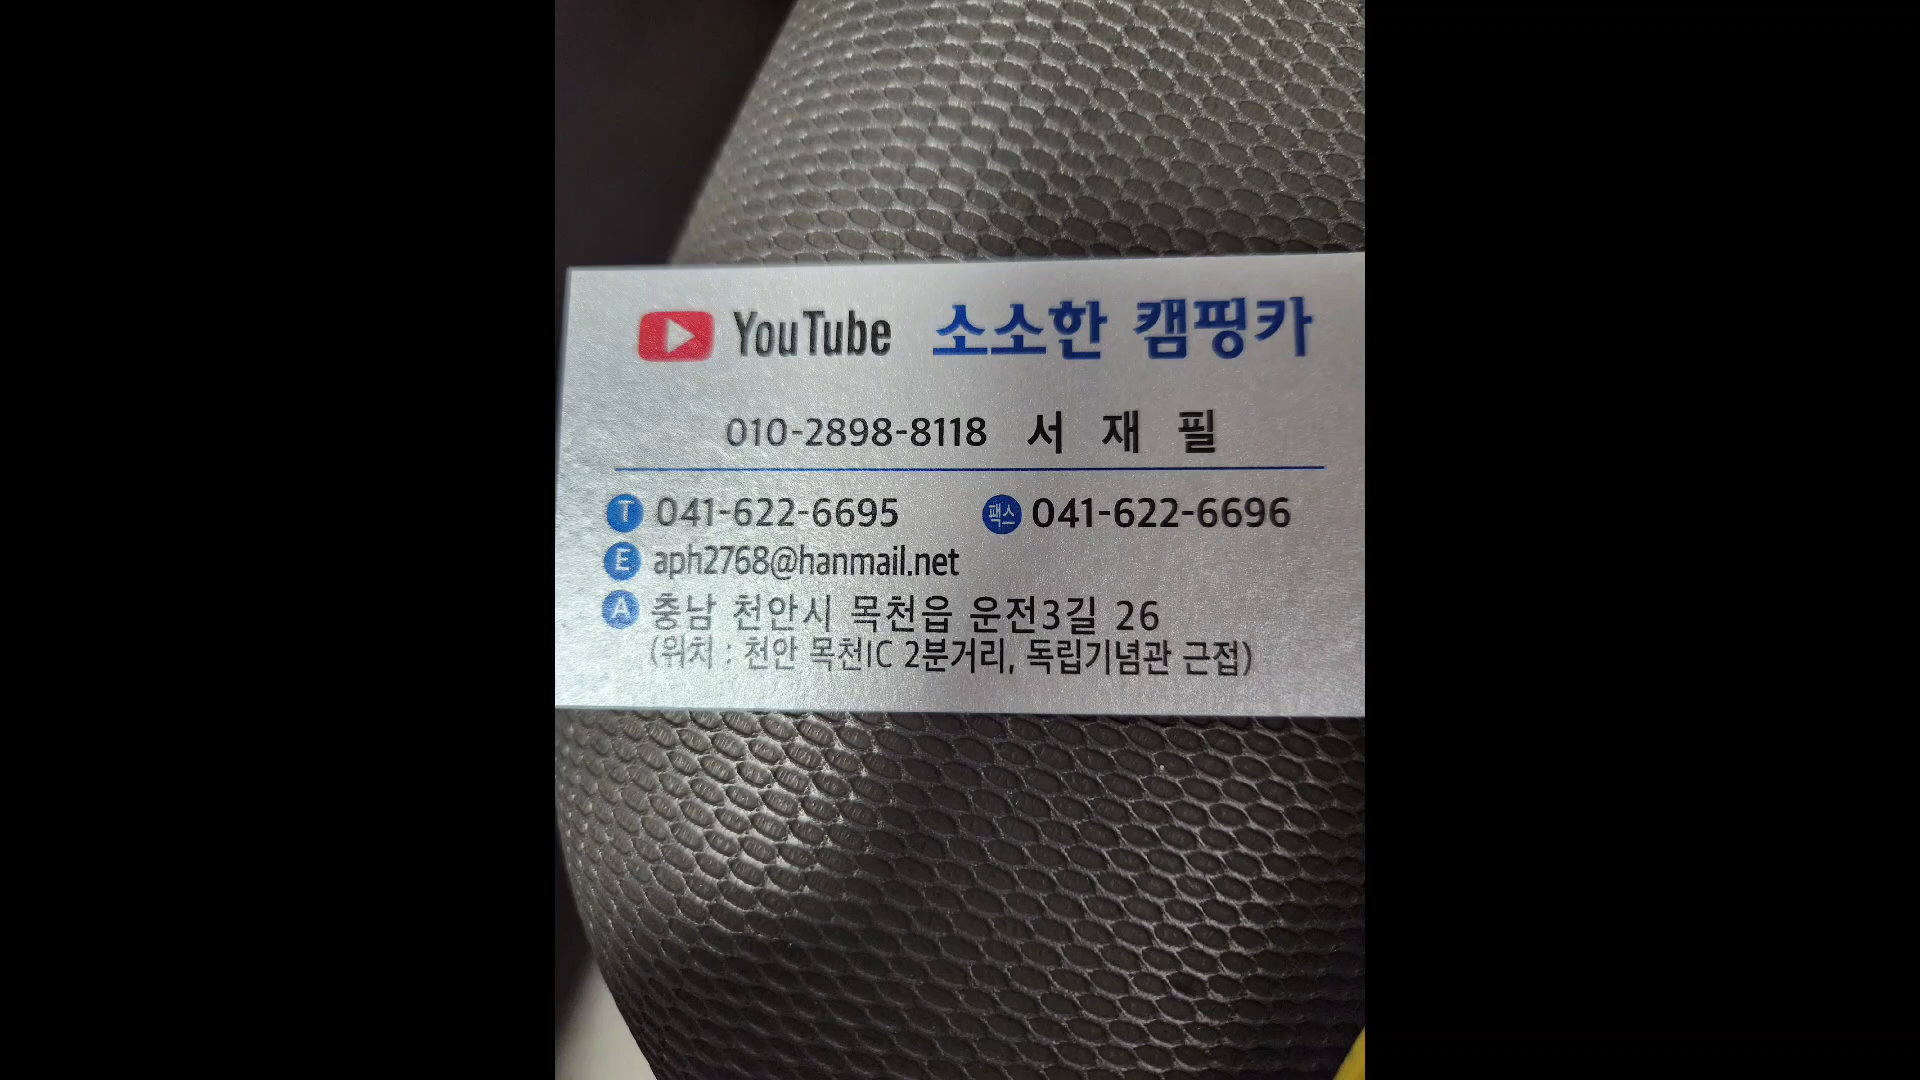 YouTube 소소한 캠핑카
010-2898-8118 서 재 필
T 041-622-6695 팩스 041-622-6696
E aph2768@hanmail.net
A 충남 천안시 목천읍 운전3길 26
(위치 : 천안 목천IC 2분거리, 독립기념관 근접)